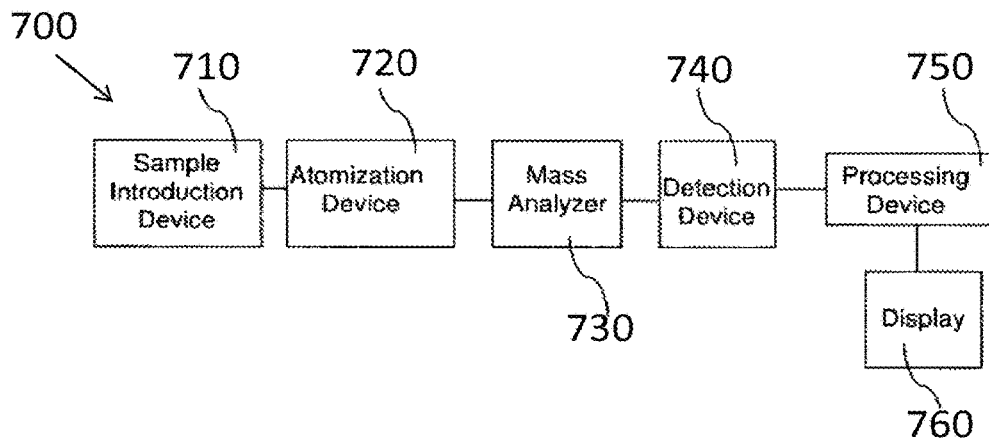 700
710
720
740
750
Sample
Introduction
Device
Atomization
Device
Mass
Analyzer
Detection
Device
Processing
Device
730
Display
760